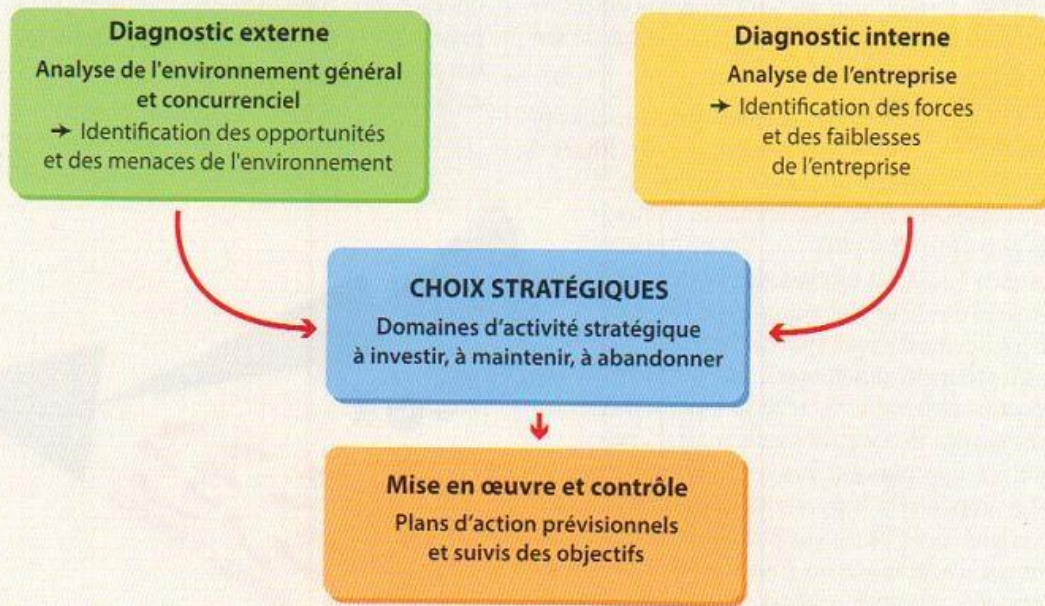 Diagnostic externe
Analyse de l'environnement général
et concurrenciel
➔ Identification des opportunités
et des menaces de l'environnement
Diagnostic interne
Analyse de l'entreprise
➔ Identification des forces
et des faiblesses
de l'entreprise
CHOIX STRATÉGIQUES
Domaines d'activité stratégique
à investir, à maintenir, à abandonner
Mise en œuvre et contrôle
Plans d'action prévisionnels
et suivis des objectifs